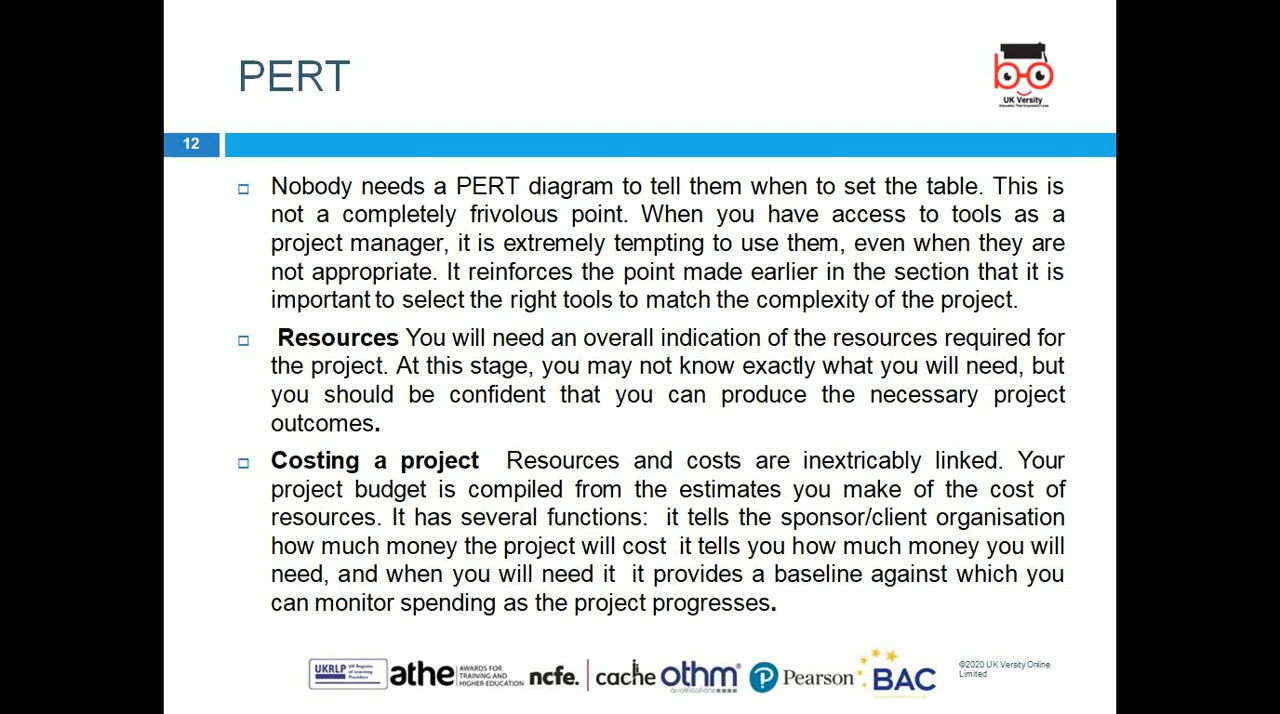 PERT
UK Versity
12
Nobody needs a PERT diagram to tell them when to set the table. This is
not a completely frivolous point. When you have access to tools as a
project manager, it is extremely tempting to use them, even when they are
not appropriate. It reinforces the point made earlier in the section that it is
important to select the right tools to match the complexity of the project.
Resources You will need an overall indication of the resources required for
the project. At this stage, you may not know exactly what you will need, but
you should be confident that you can produce the necessary project
outcomes.
Costing a project Resources and costs are inextricably linked. Your
project budget is compiled from the estimates you make of the cost of
resources. It has several functions: it tells the sponsor/client organisation
how much money the project will cost it tells you how much money you will
need, and when you will need it it provides a baseline against which you
can monitor spending as the project progresses.
UKRLP UK Register of Learning Providers
athe AWARDS FOR TRAINING AND HIGHER EDUCATION
ncfe. cache
othm qualifications
Pearson
BAC
©2020 UK Versity Online
Limited